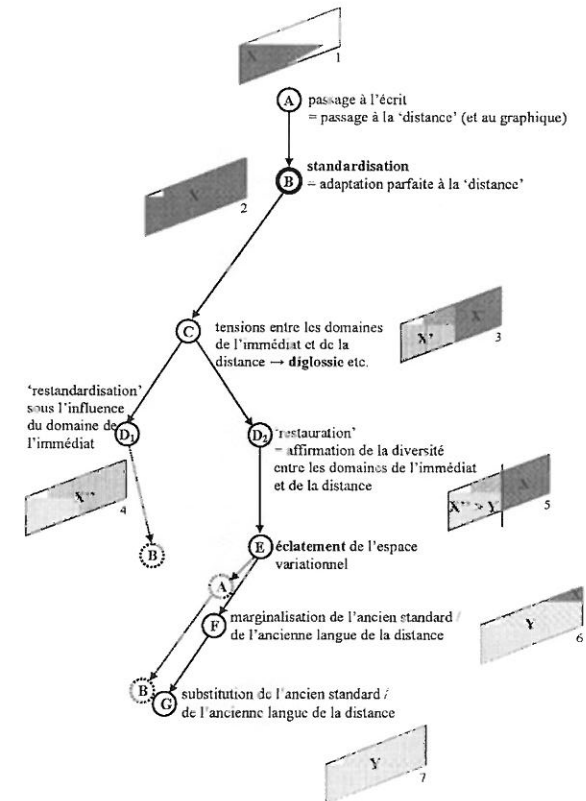 X
1
A
passage à l'écrit
= passage à la 'distance' (et au graphique)
X
2
B
standardisation
= adaptation parfaite à la 'distance'
C
tensions entre les domaines
de l'immédiat et de la
distance → diglossie etc.
X'
X
3
'restandardisation'
sous l'influence
du domaine de
l'immédiat
D1
D2
'restauration'
= affirmation de la diversité
entre les domaines de l'immédiat
et de la distance
4
X
5
B
E
éclatement de l'espace
variationnel
A
F
marginalisation de l'ancien standard /
de l'ancienne langue de la distance
X
Y
6
B
G
substitution de l'ancien standard /
de l'ancienne langue de la distance
Y
7